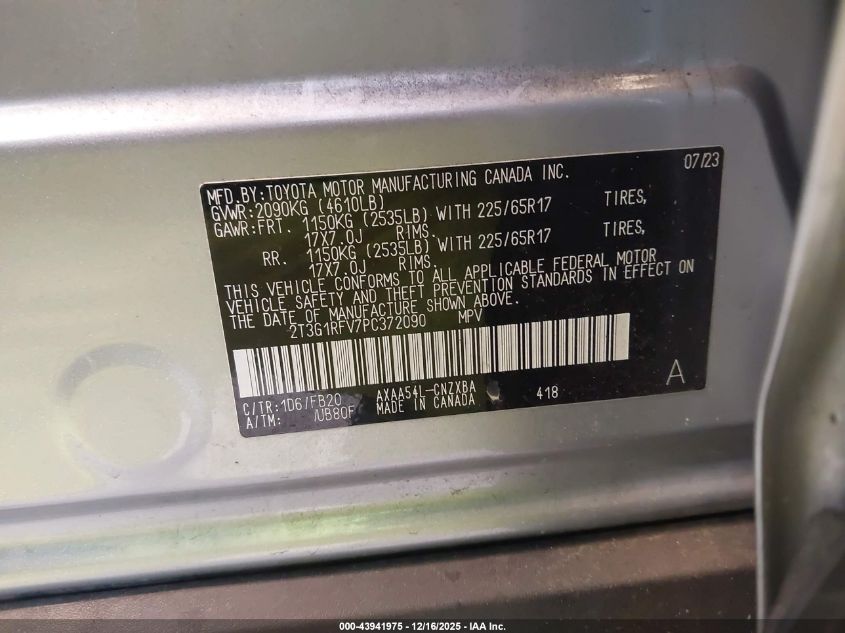 07/23
MFD.BY:TOYOTA MOTOR MANUFACTURING CANADA INC.
GVWR:2090KG (4610LB)
GAWR:FRT. 1150KG (2535LB) WITH 225/65R17 TIRES,
17X7.0J RIMS.
RR. 1150KG (2535LB) WITH 225/65R17 TIRES,
17X7.0J RIMS.
THIS VEHICLE CONFORMS TO ALL APPLICABLE FEDERAL MOTOR
VEHICLE SAFETY AND THEFT PREVENTION STANDARDS IN EFFECT ON
THE DATE OF MANUFACTURE SHOWN ABOVE.
2T3G1RFV7PC372090 MPV
C/TR:1D6/FB20 AXAA54L-CNZXBA 418 A
A/TM: /UB80F MADE IN CANADA
000-43941975 - 12/16/2025 - IAA Inc.